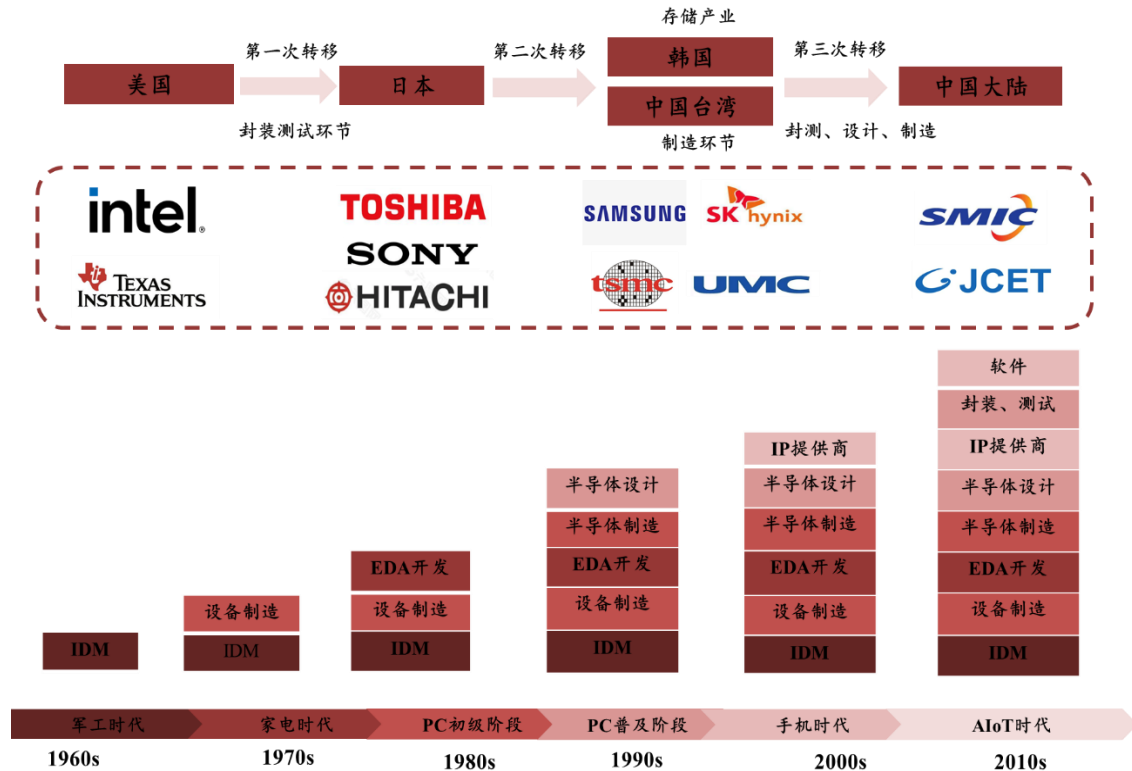 存储产业
第一次转移
第二次转移
第三次转移
美国
日本
韩国
中国台湾
中国大陆
封装测试环节
制造环节
封测、设计、制造
intel.
TOSHIBA
SAMSUNG
SK hynix
SMIC
SONY
TEXAS INSTRUMENTS
HITACHI
tsmc
UMC
JCET
软件
封装、测试
IP提供商
IP提供商
半导体设计
半导体设计
半导体设计
半导体制造
半导体制造
半导体制造
EDA开发
EDA开发
EDA开发
EDA开发
设备制造
设备制造
设备制造
设备制造
设备制造
IDM
IDM
IDM
IDM
IDM
IDM
军工时代
家电时代
PC初级阶段
PC普及阶段
手机时代
AIoT时代
1960s
1970s
1980s
1990s
2000s
2010s